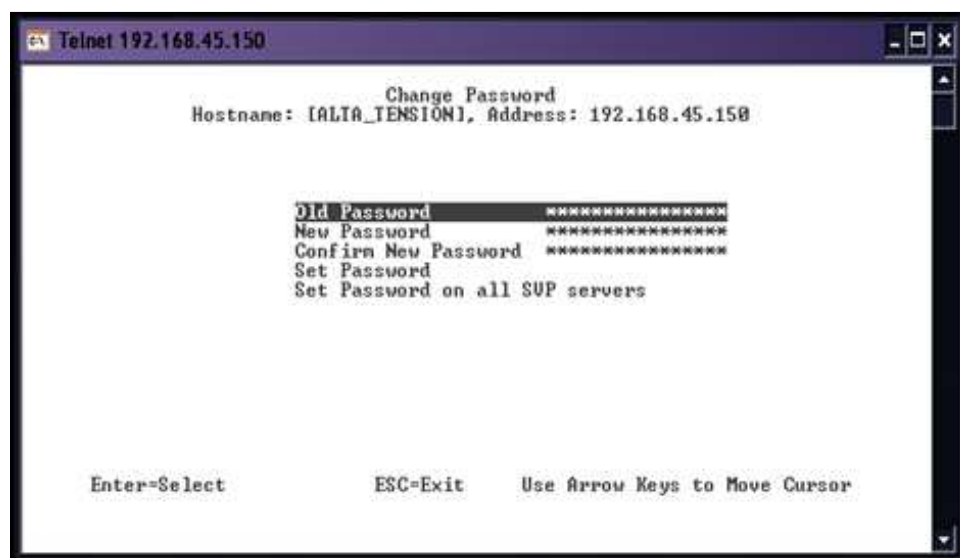 Telnet 192.168.45.150
Change Password
Hostname: [ALTA_TENSION], Address: 192.168.45.150
Old Password ****************
New Password ****************
Confirm New Password ****************
Set Password
Set Password on all SVP servers
Enter=Select ESC=Exit Use Arrow Keys to Move Cursor